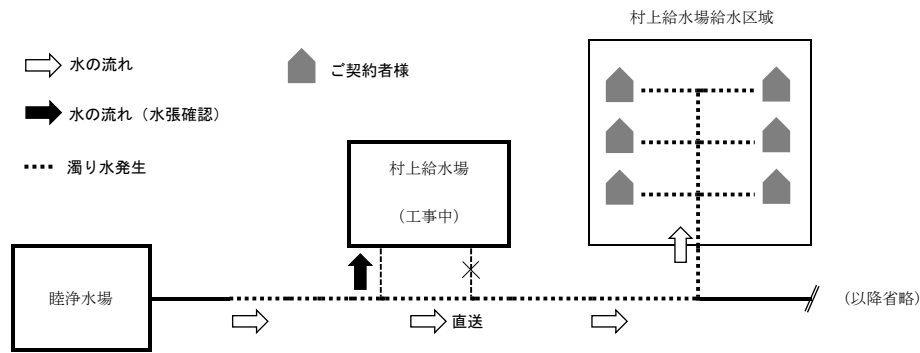 村上給水場給水区域
水の流れ
ご契約者様
水の流れ（水張確認）
濁り水発生
村上給水場
（工事中）
睦浄水場
（以降省略）
直送